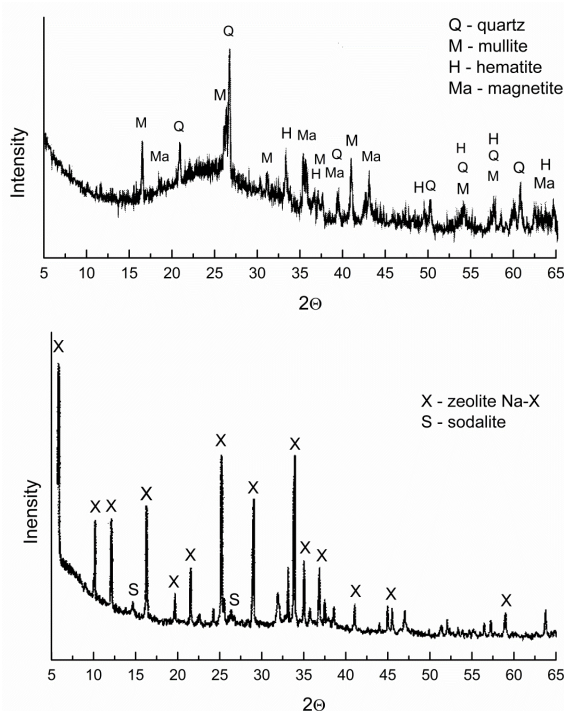 Q - quartz
M - mullite
H - hematite
Ma - magnetite
Intensity
Q
M
M
Ma
Q
M
H
Ma
M
H
Q
Ma
M
Ma
H
Q
H
Q
M
H
Q
M
Q
H
Ma
5 10 15 20 25 30 35 40 45 50 55 60 65
2Θ
X - zeolite Na-X
S - sodalite
Inensity
X
X
X
S
X
X
X
X
S
X
X
X
X
X
X
X
5 10 15 20 25 30 35 40 45 50 55 60 65
2Θ